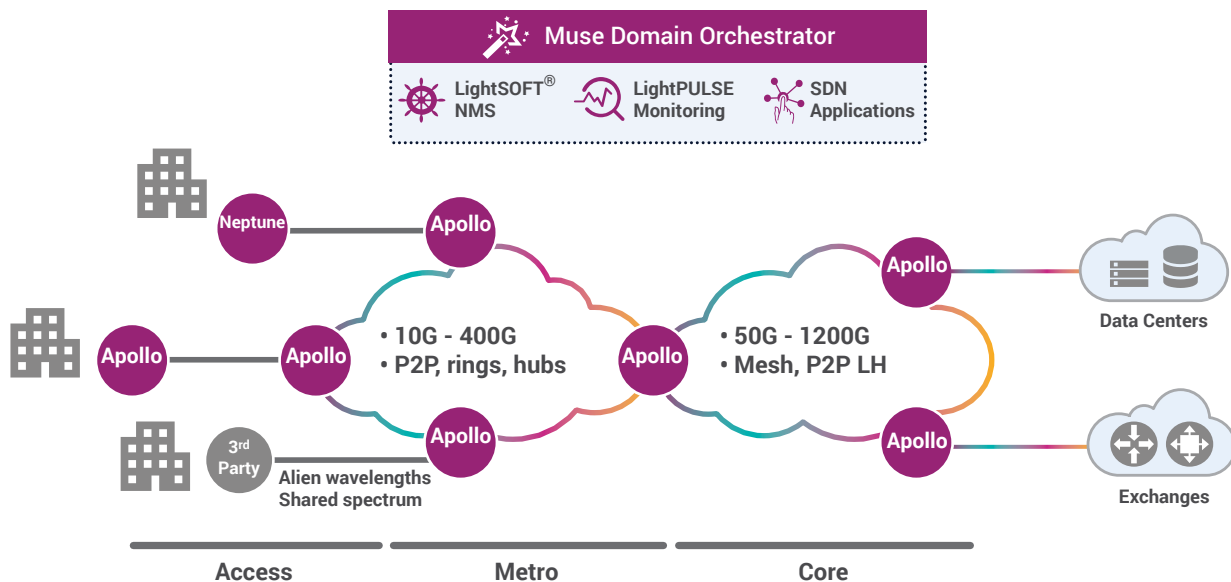 Muse Domain Orchestrator
LightSOFT®
NMS
LightPULSE
Monitoring
SDN
Applications
Neptune
Apollo
Apollo
Data Centers
Apollo
Apollo
• 10G - 400G
• P2P, rings, hubs
Apollo
• 50G - 1200G
• Mesh, P2P LH
Apollo
Apollo
3rd
Party
Alien wavelengths
Shared spectrum
Exchanges
Access
Metro
Core